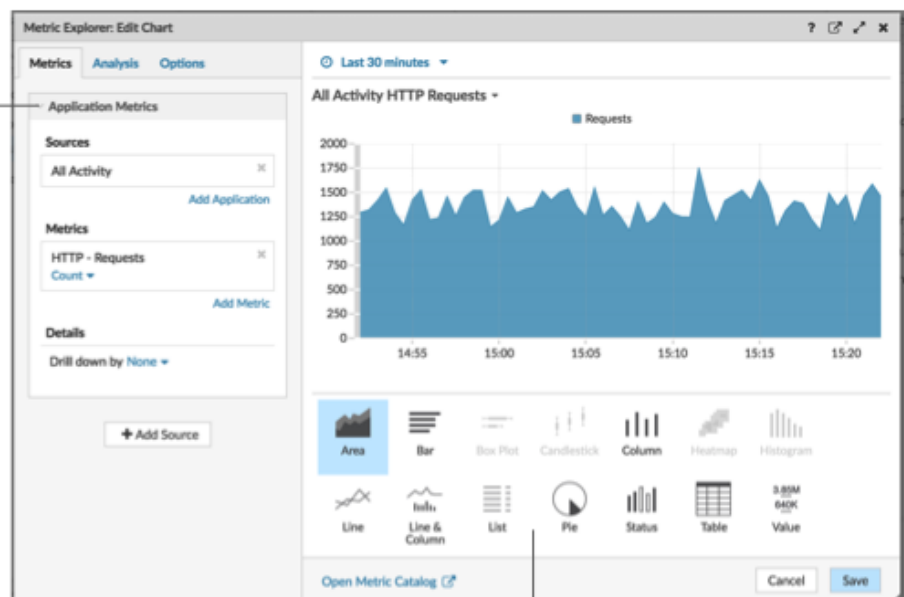 Metric Explorer: Edit Chart ?
Metrics Analysis Options
Application Metrics
Sources
All Activity
Add Application
Metrics
HTTP - Requests
Count
Add Metric
Details
Drill down by None
+ Add Source
Last 30 minutes
All Activity HTTP Requests
Requests
2000
1750
1500
1250
1000
750
500
250
0
14:55 15:00 15:05 15:10 15:15 15:20
Area Bar Box Plot Candlestick Column Heatmap Histogram
3.85M
640K
Line Line & Column List Pie Status Table Value
Open Metric Catalog
Cancel Save